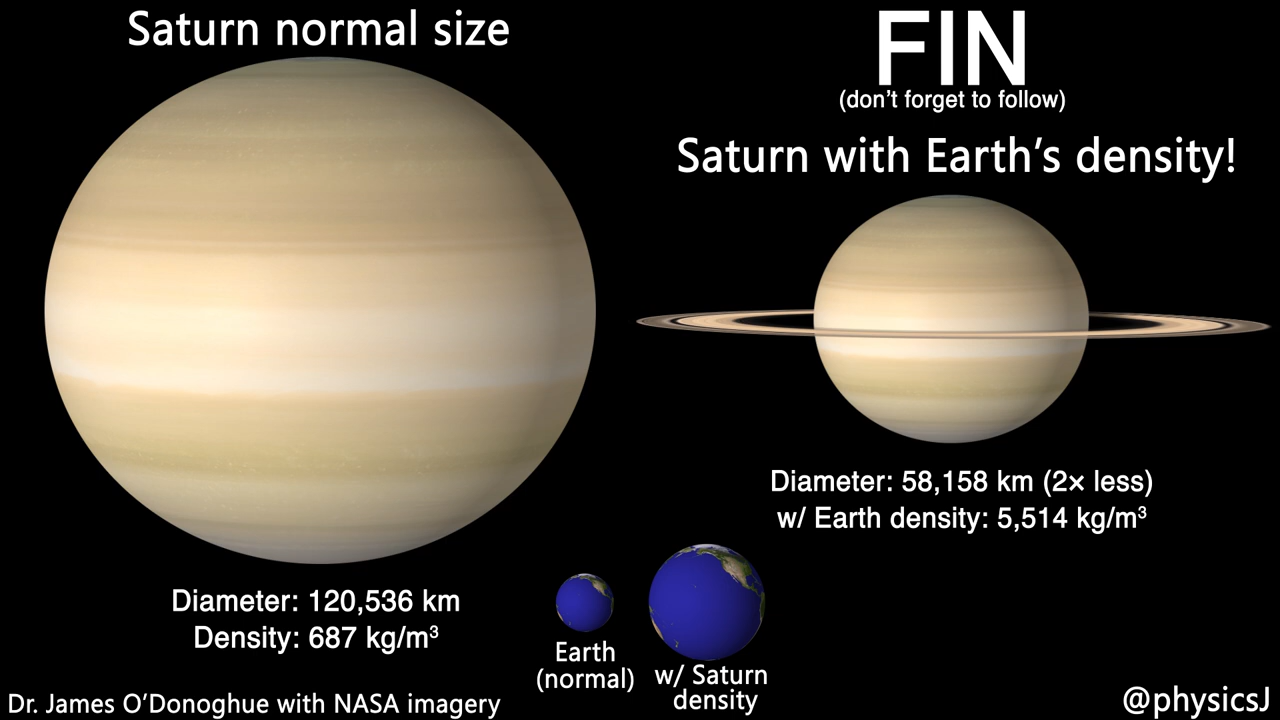 Saturn normal size
Diameter: 120,536 km
Density: 687 kg/m³
FIN
(don't forget to follow)
Saturn with Earth's density!
Diameter: 58,158 km (2× less)
w/ Earth density: 5,514 kg/m³
Earth
(normal)
w/ Saturn
density
Dr. James O'Donoghue with NASA imagery
@physicsJ